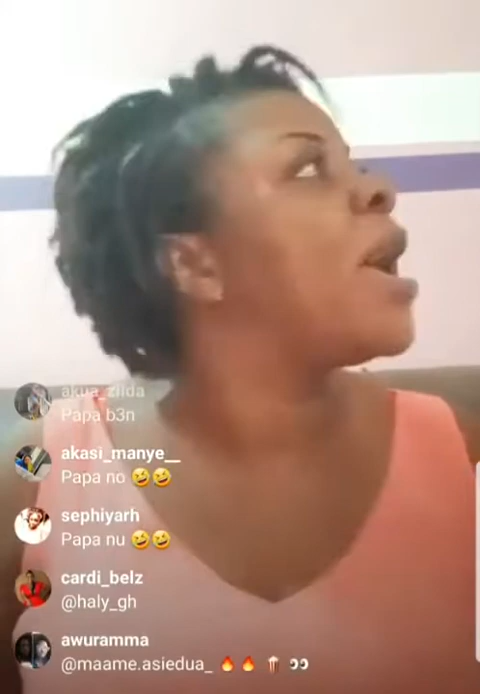 akua_zilda
Papa b3n
akasi_manye__
Papa no 🤣🤣
sephiyarh
Papa nu 🤣🤣
cardi_belz
@haly_gh
awuramma
@maame.asiedua_ 🔥🔥🍿👀